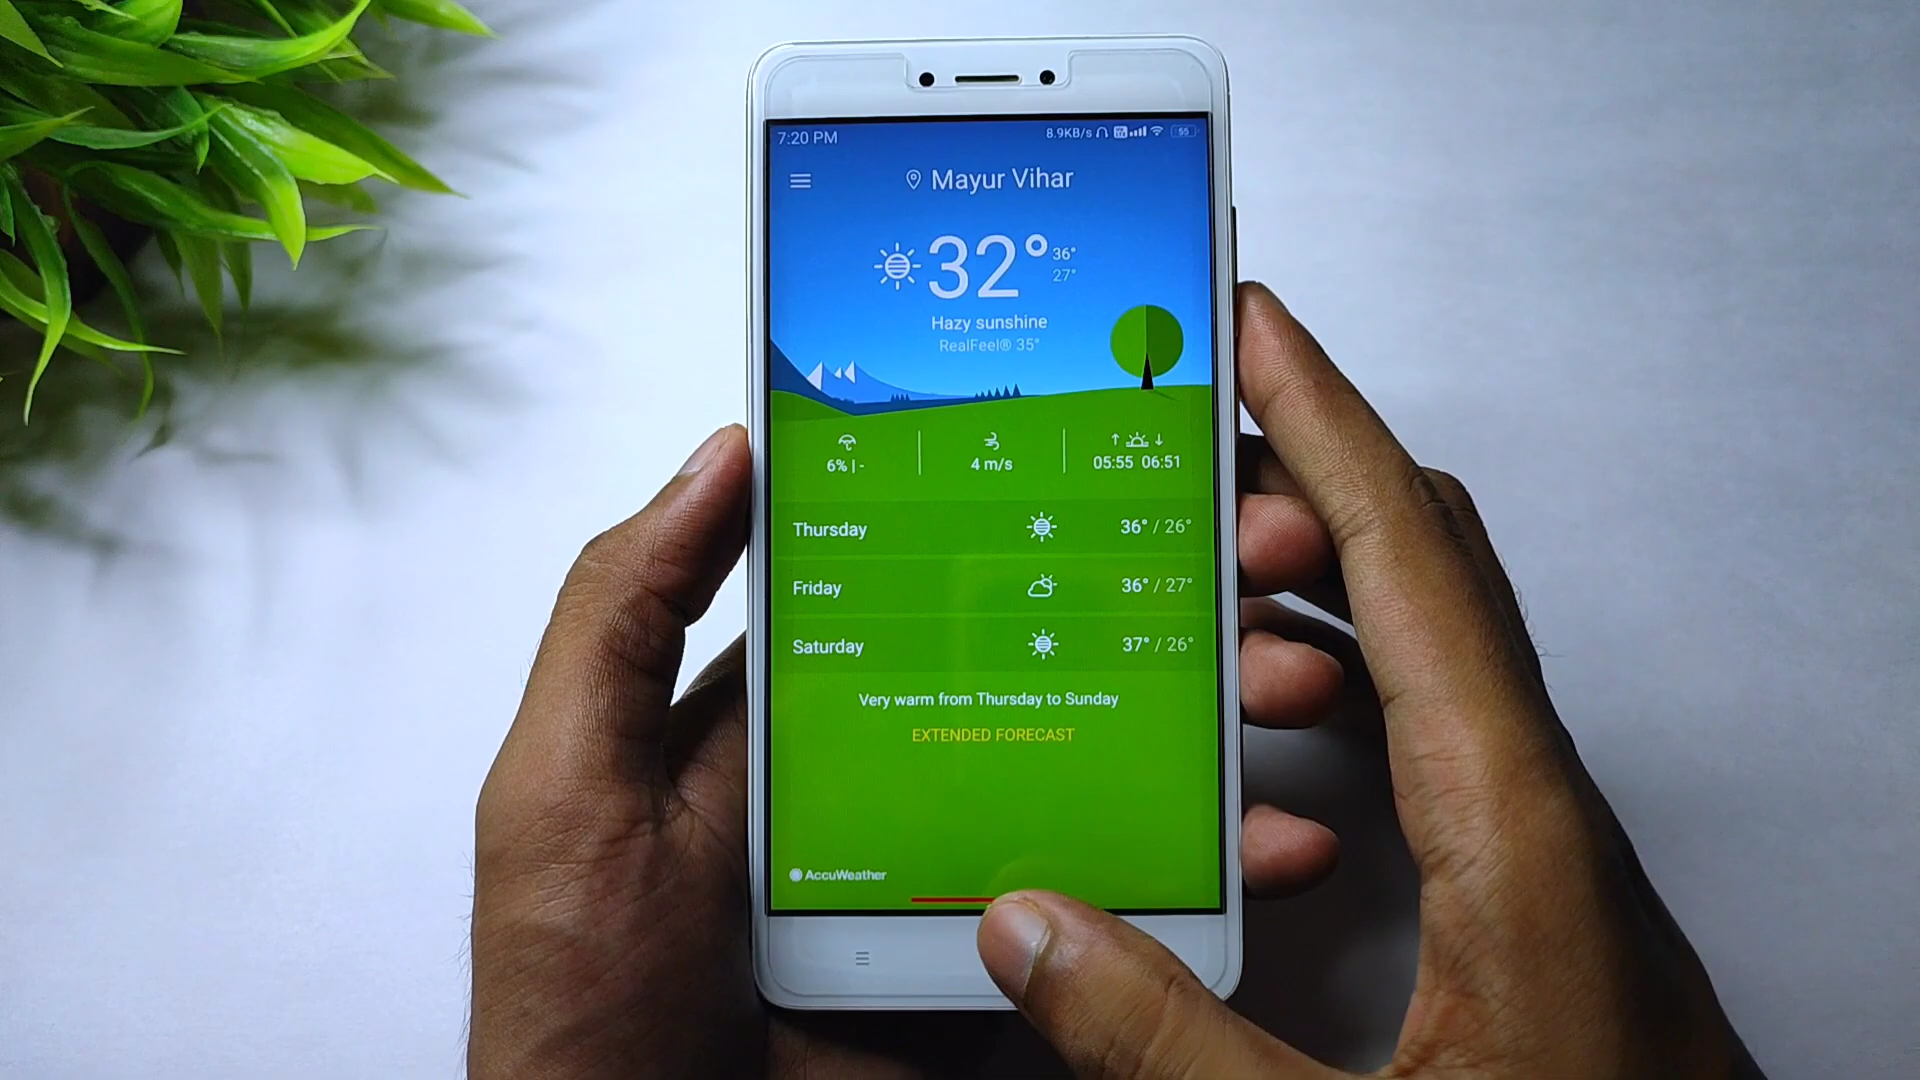 7:20 PM 8.9KB/s 55
Mayur Vihar
32° 36°
27°
Hazy sunshine
RealFeel® 35°
6% | - 4 m/s 05:55 06:51
Thursday 36° / 26°
Friday 36° / 27°
Saturday 37° / 26°
Very warm from Thursday to Sunday
EXTENDED FORECAST
AccuWeather